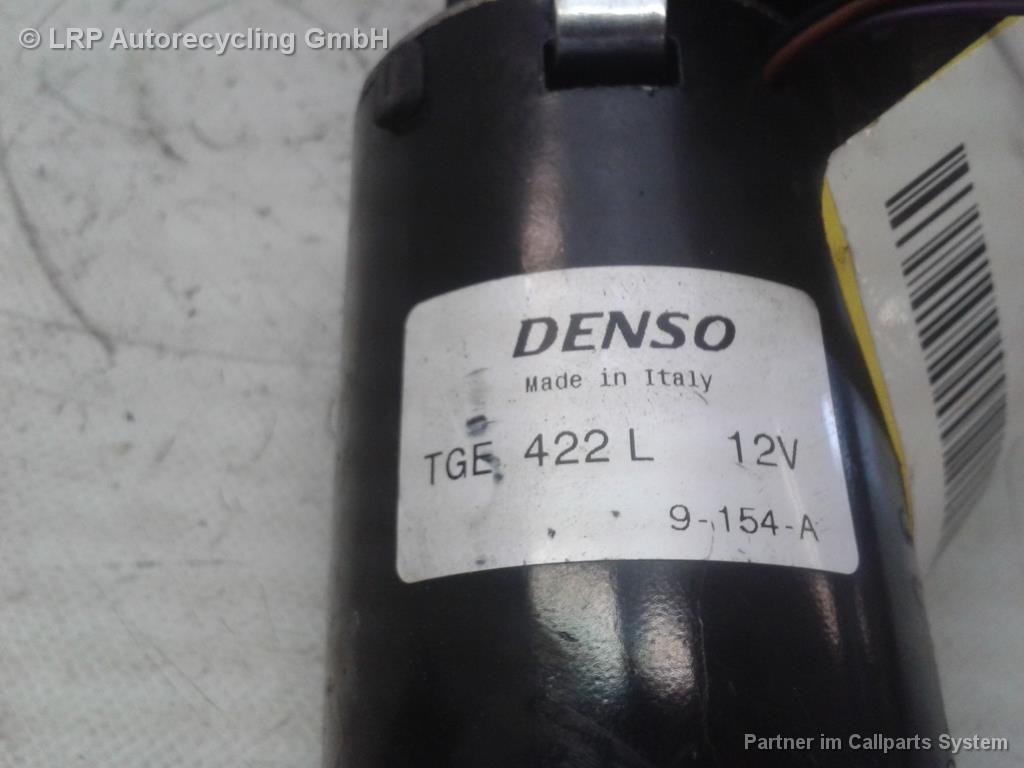 © LRP Autorecycling GmbH
DENSO
Made in Italy
TGE 422 L 12V
9-154-A
Partner im Callparts System